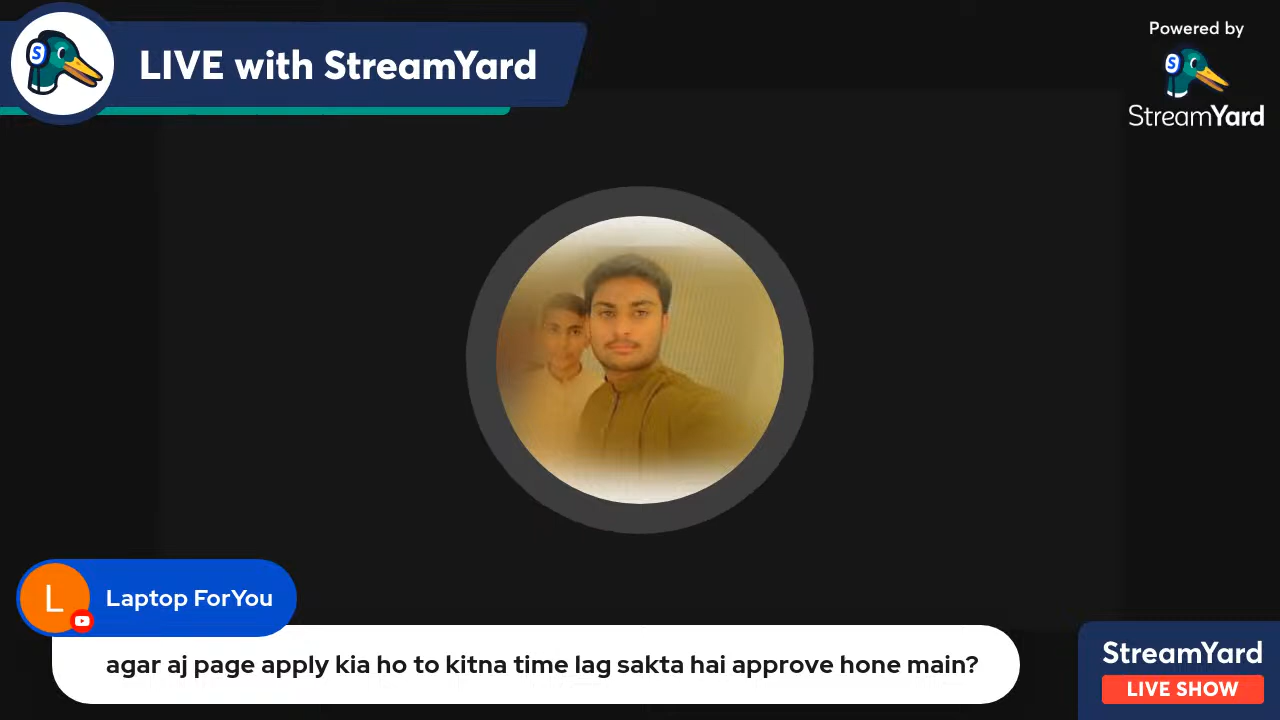 LIVE with StreamYard
Powered by
StreamYard
S
S
L
Laptop ForYou
agar aj page apply kia ho to kitna time lag sakta hai approve hone main?
StreamYard
LIVE SHOW